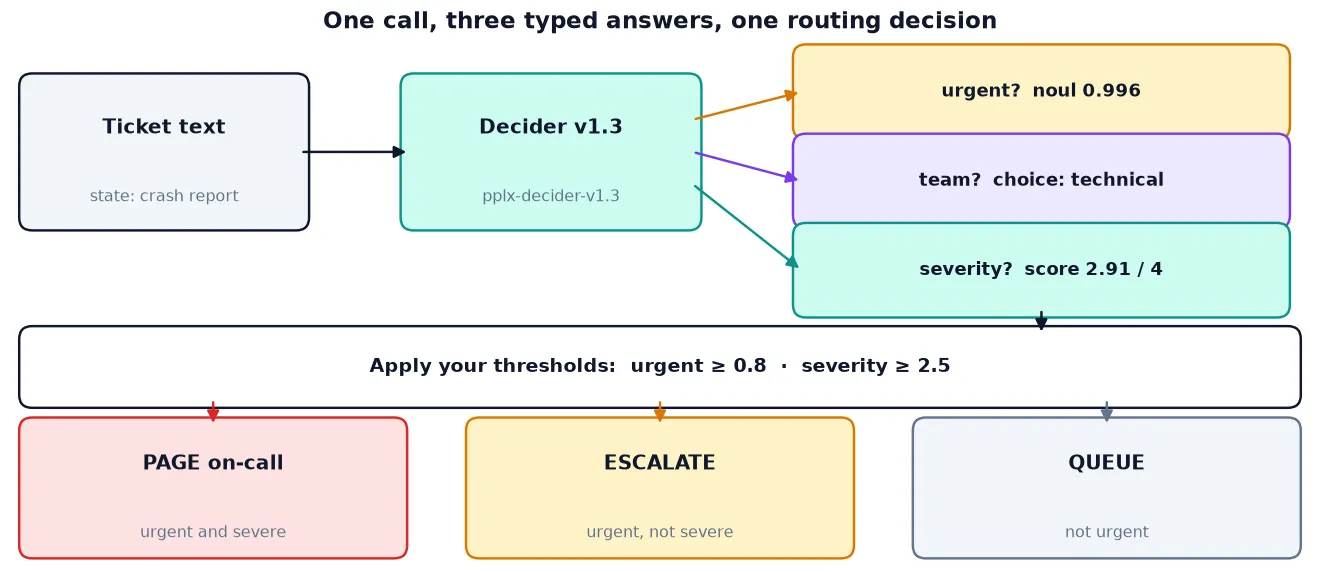 One call, three typed answers, one routing decision
Ticket text
state: crash report
Decider v1.3
pplx-decider-v1.3
urgent?  noul 0.996
team?  choice: technical
severity?  score 2.91 / 4
Apply your thresholds:  urgent ≥ 0.8  ·  severity ≥ 2.5
PAGE on-call
urgent and severe
ESCALATE
urgent, not severe
QUEUE
not urgent